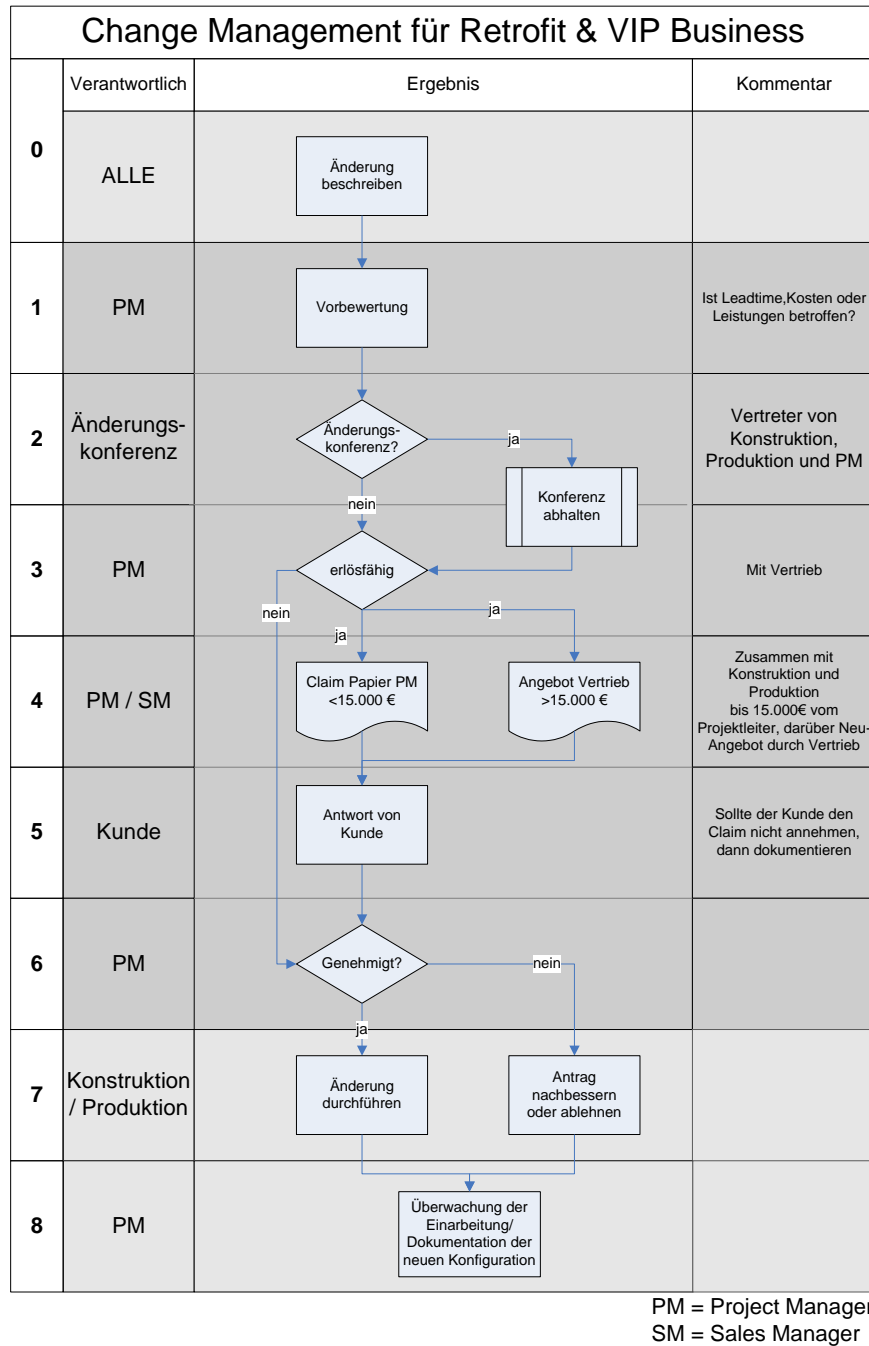 Change Management für Retrofit & VIP Business
Verantwortlich
Ergebnis
Kommentar
0
ALLE
Änderung
beschreiben
1
PM
Vorbewertung
Ist Leadtime,Kosten oder
Leistungen betroffen?
2
Änderungs-
konferenz
Änderungs-
konferenz?
ja
nein
Konferenz
abhalten
Vertreter von
Konstruktion,
Produktion und PM
3
PM
erlösfähig
nein
ja
ja
Mit Vertrieb
4
PM / SM
Claim Papier PM
<15.000 €
Angebot Vertrieb
>15.000 €
Zusammen mit
Konstruktion und
Produktion
bis 15.000€ vom
Projektleiter, darüber Neu-
Angebot durch Vertrieb
5
Kunde
Antwort von
Kunde
Sollte der Kunde den
Claim nicht annehmen,
dann dokumentieren
6
PM
Genehmigt?
nein
ja
7
Konstruktion
/ Produktion
Änderung
durchführen
Antrag
nachbessern
oder ablehnen
8
PM
Überwachung der
Einarbeitung/
Dokumentation der
neuen Konfiguration
PM = Project Manager
SM = Sales Manager